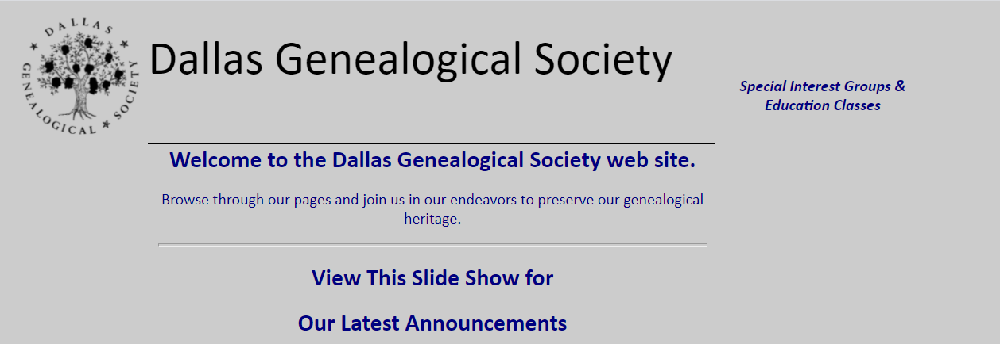 DALLAS
GENEALOGICAL SOCIETY
Dallas Genealogical Society
Special Interest Groups &
Education Classes
Welcome to the Dallas Genealogical Society web site.
Browse through our pages and join us in our endeavors to preserve our genealogical
heritage.
View This Slide Show for
Our Latest Announcements